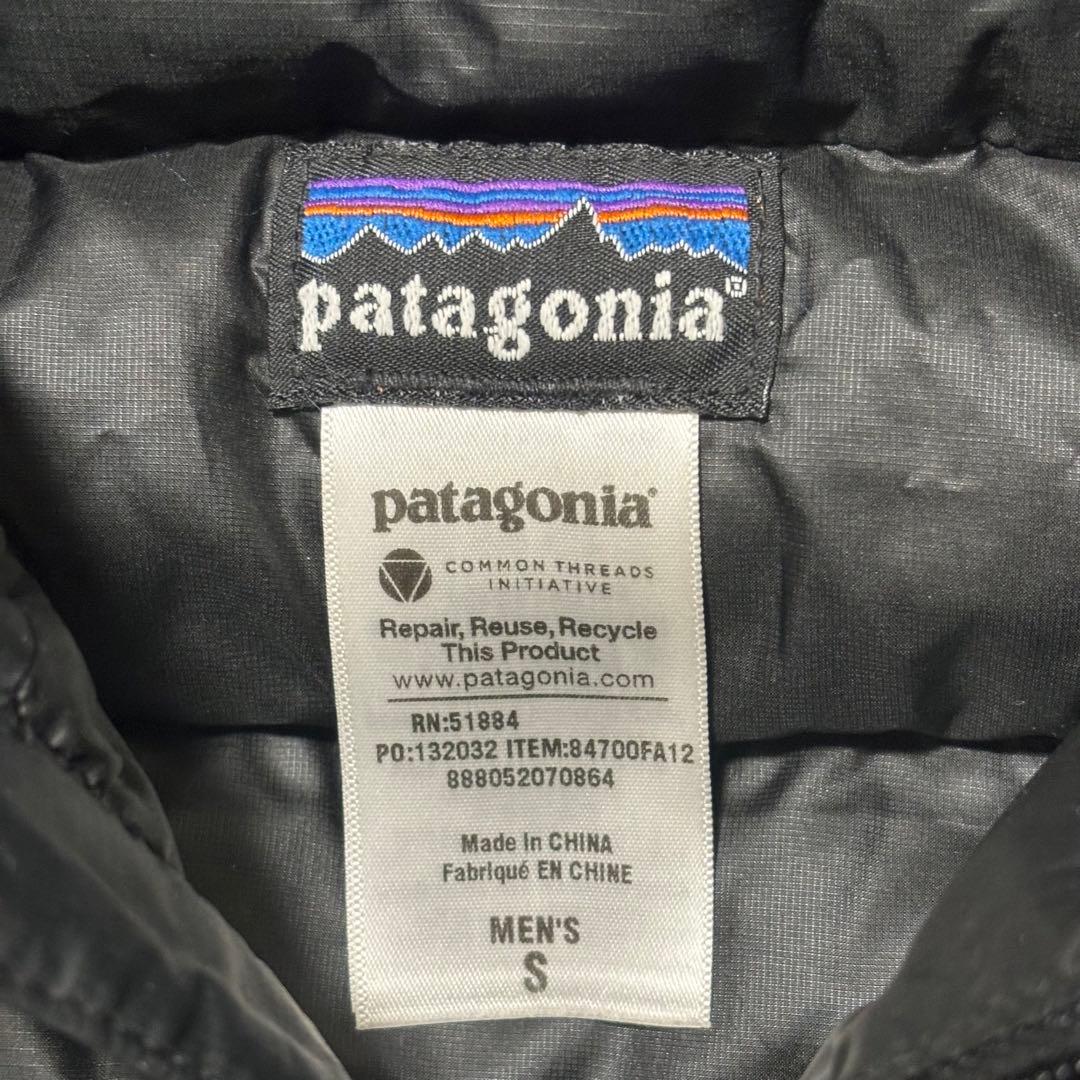 patagonia®
patagonia®
COMMON THREADS
INITIATIVE
Repair, Reuse, Recycle
This Product
www.patagonia.com
RN:51884
PO:132032 ITEM:84700FA12
888052070864
Made in CHINA
Fabriqué EN CHINE
MEN'S
S